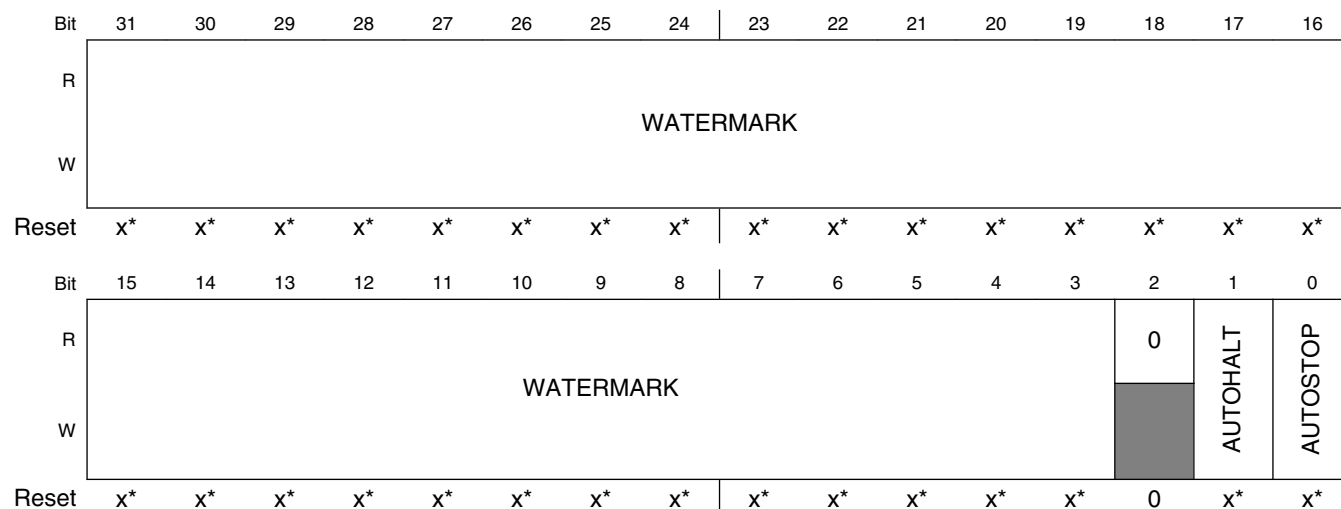 Bit 31 30 29 28 27 26 25 24 23 22 21 20 19 18 17 16
R
WATERMARK
W
Reset x* x* x* x* x* x* x* x* x* x* x* x* x* x* x* x*
Bit 15 14 13 12 11 10 9 8 7 6 5 4 3 2 1 0
R 0
WATERMARK AUTOHALT AUTOSTOP
W
Reset x* x* x* x* x* x* x* x* x* x* x* x* x* 0 x* x*